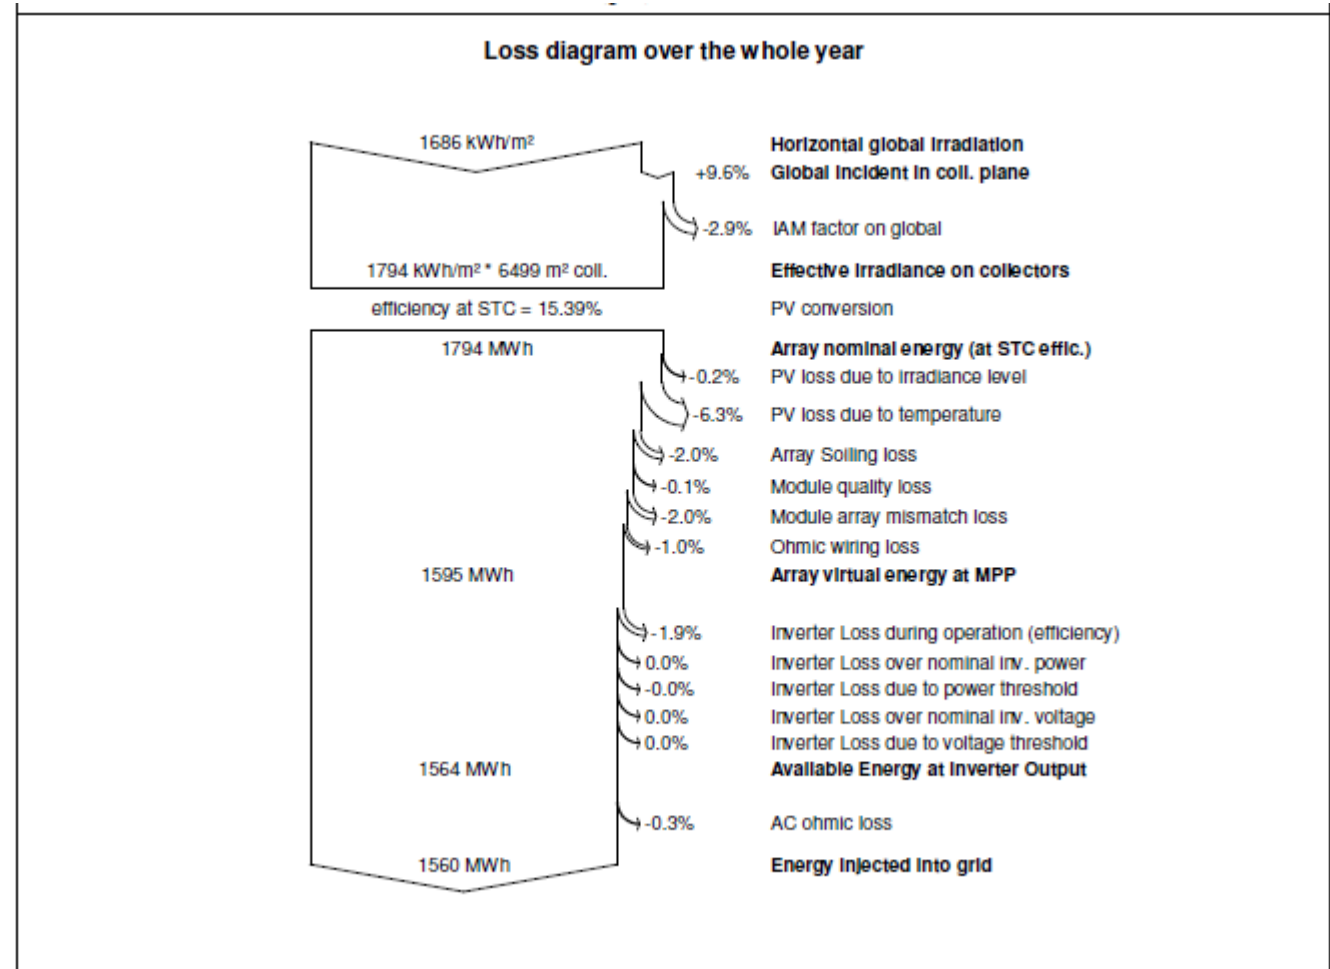 Loss diagram over the whole year
1686 kWh/m² Horizontal global irradiation
+9.6% Global incident in coll. plane
-2.9% IAM factor on global
1794 kWh/m² * 6499 m² coll. Effective irradiance on collectors
efficiency at STC = 15.39% PV conversion
1794 MWh Array nominal energy (at STC effic.)
-0.2% PV loss due to irradiance level
-6.3% PV loss due to temperature
-2.0% Array Soiling loss
-0.1% Module quality loss
-2.0% Module array mismatch loss
-1.0% Ohmic wiring loss
1595 MWh Array virtual energy at MPP
-1.9% Inverter Loss during operation (efficiency)
0.0% Inverter Loss over nominal inv. power
-0.0% Inverter Loss due to power threshold
0.0% Inverter Loss over nominal inv. voltage
0.0% Inverter Loss due to voltage threshold
1564 MWh Available Energy at Inverter Output
-0.3% AC ohmic loss
1560 MWh Energy injected into grid